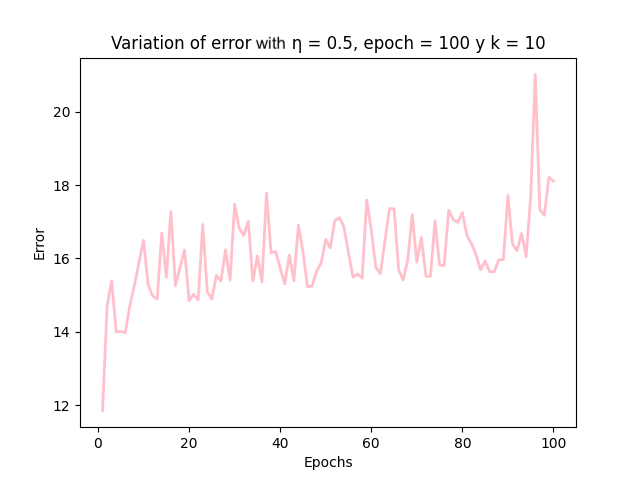 Variation of error with η = 0.5, epoch = 100 y k = 10
20
18
16
14
12
Error
0 20 40 60 80 100
Epochs